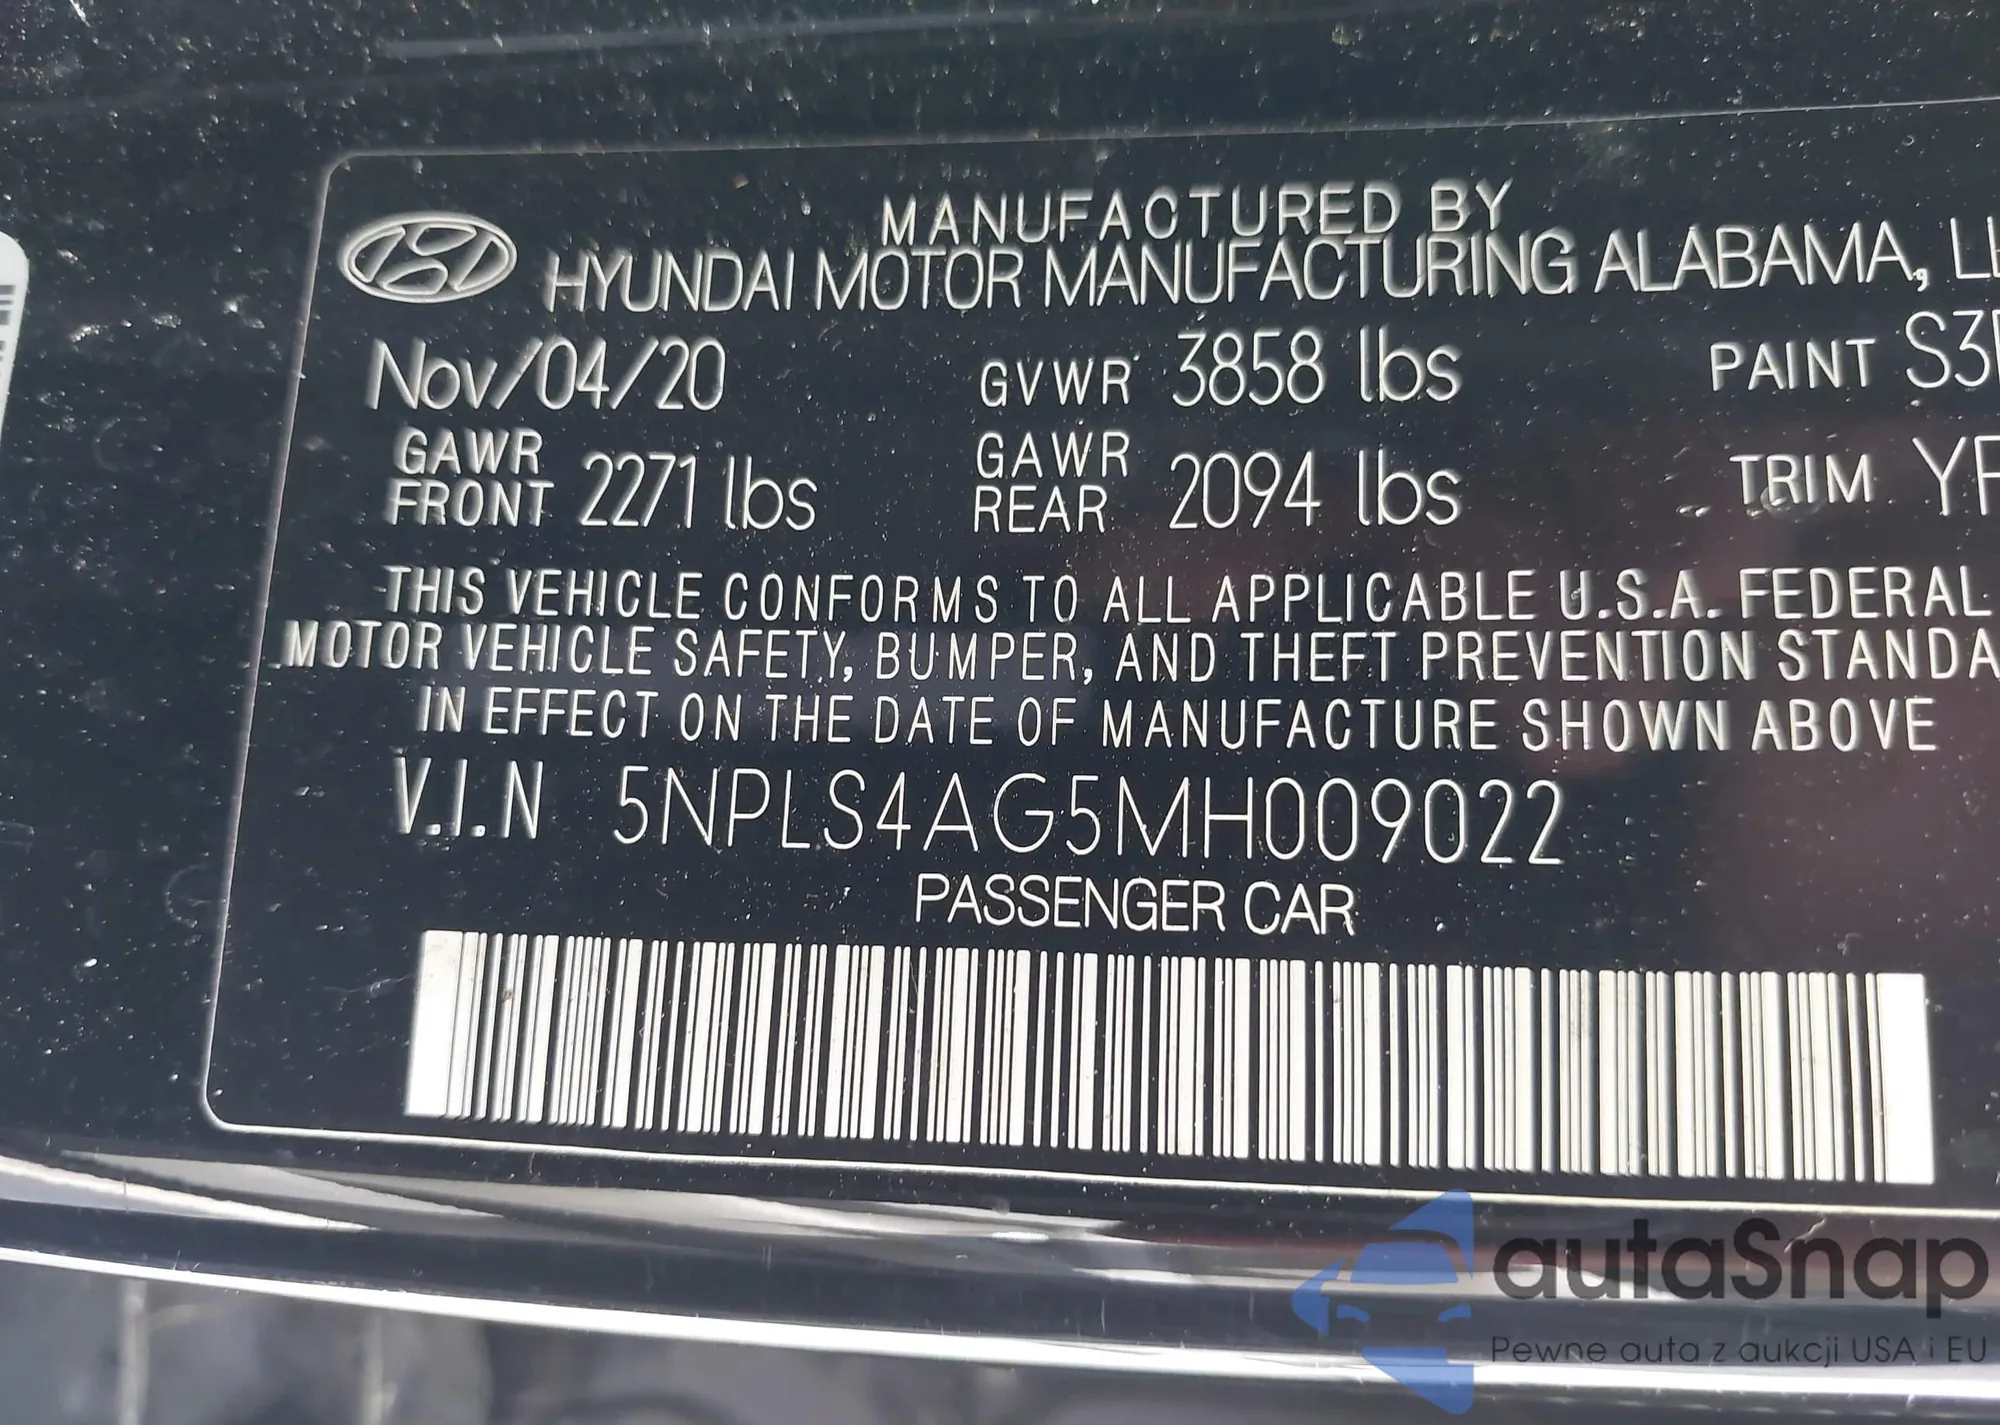 MANUFACTURED BY
HYUNDAI MOTOR MANUFACTURING ALABAMA,
Nov/04/20 GVWR 3858 lbs PAINT
GAWR FRONT 2271 lbs GAWR REAR 2094 lbs TRIM
THIS VEHICLE CONFORMS TO ALL APPLICABLE U.S.A. FEDERAL
MOTOR VEHICLE SAFETY, BUMPER, AND THEFT PREVENTION
IN EFFECT ON THE DATE OF MANUFACTURE SHOWN ABOVE
V.I.N 5NPLS4AG5MH009022
PASSENGER CAR
autaSnap
Pewne auta z aukcji USA i EU